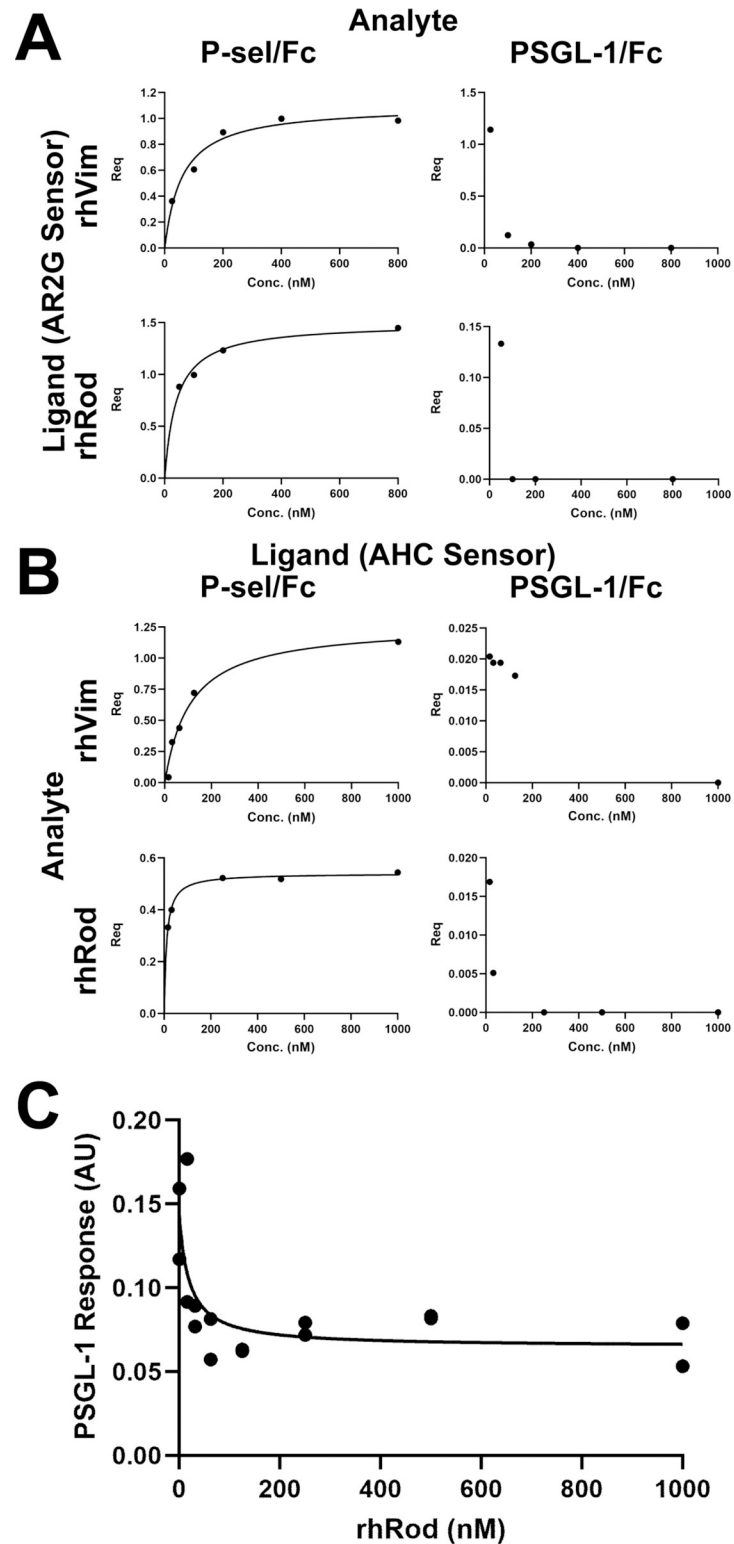 A
Analyte
P-sel/Fc
PSGL-1/Fc
Ligand (AR2G Sensor)
rhVim
Req
1.2
1.0
0.8
0.6
0.4
0.2
0.0
0 200 400 600 800
Conc. (nM)
Req
1.5
1.0
0.5
0.0
0 200 400 600 800 1000
Conc. (nM)
rhRod
Req
1.5
1.0
0.5
0.0
0 200 400 600 800
Conc. (nM)
Req
0.15
0.10
0.05
0.00
0 200 400 600 800 1000
Conc. (nM)
B
Ligand (AHC Sensor)
P-sel/Fc
PSGL-1/Fc
Analyte
rhVim
Req
1.25
1.00
0.75
0.50
0.25
0.00
0 200 400 600 800 1000
Conc. (nM)
Req
0.025
0.020
0.015
0.010
0.005
0.000
0 200 400 600 800 1000
Conc. (nM)
rhRod
Req
0.6
0.4
0.2
0.0
0 200 400 600 800 1000
Conc. (nM)
Req
0.020
0.015
0.010
0.005
0.000
0 200 400 600 800 1000
Conc. (nM)
C
PSGL-1 Response (AU)
0.20
0.15
0.10
0.05
0.00
0 200 400 600 800 1000
rhRod (nM)